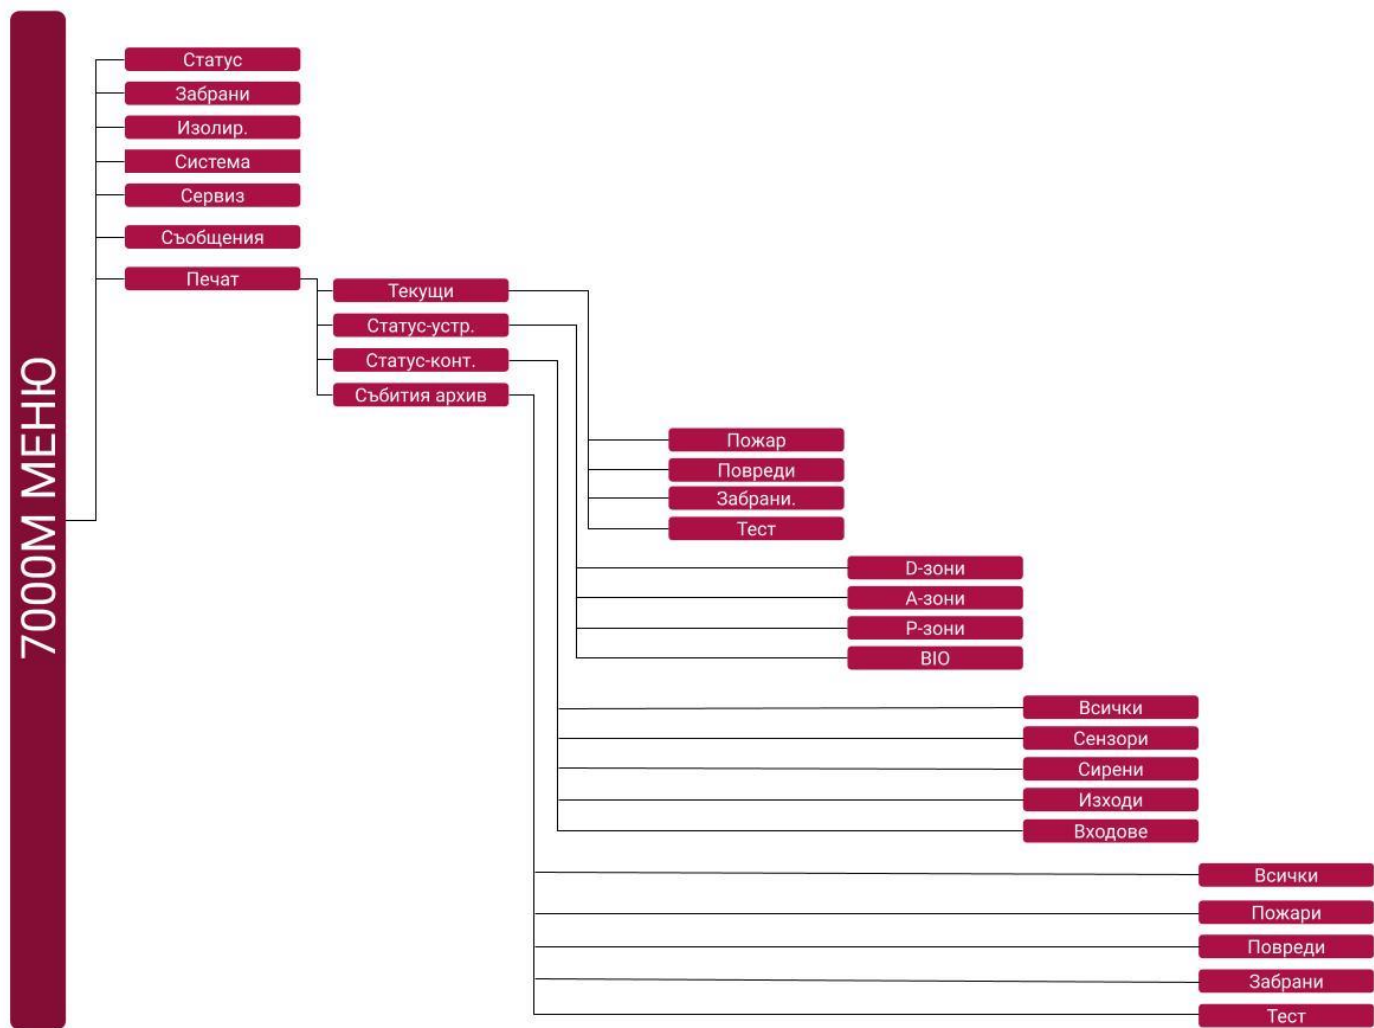 7000М МЕНЮ
Статус
Забрани
Изолир.
Система
Сервиз
Съобщения
Печат
Текущи
Статус-устр.
Статус-конт.
Събития архив
Пожар
Повреди
Забрани.
Тест
D-зони
А-зони
Р-зони
BIO
Всички
Сензори
Сирени
Изходи
Входове
Всички
Пожари
Повреди
Забрани
Тест